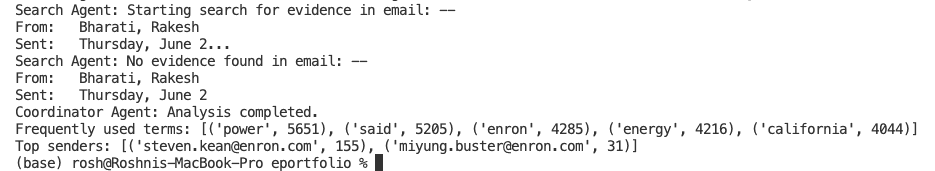 Search Agent: Starting search for evidence in email: --
From:   Bharati, Rakesh
Sent:   Thursday, June 2...
Search Agent: No evidence found in email: --
From:   Bharati, Rakesh
Sent:   Thursday, June 2
Coordinator Agent: Analysis completed.
Frequently used terms: [('power', 5651), ('said', 5205), ('enron', 4285), ('energy', 4216), ('california', 4044)]
Top senders: [('steven.kean@enron.com', 155), ('miyung.buster@enron.com', 31)]
(base) rosh@Roshnis-MacBook-Pro eportfolio %